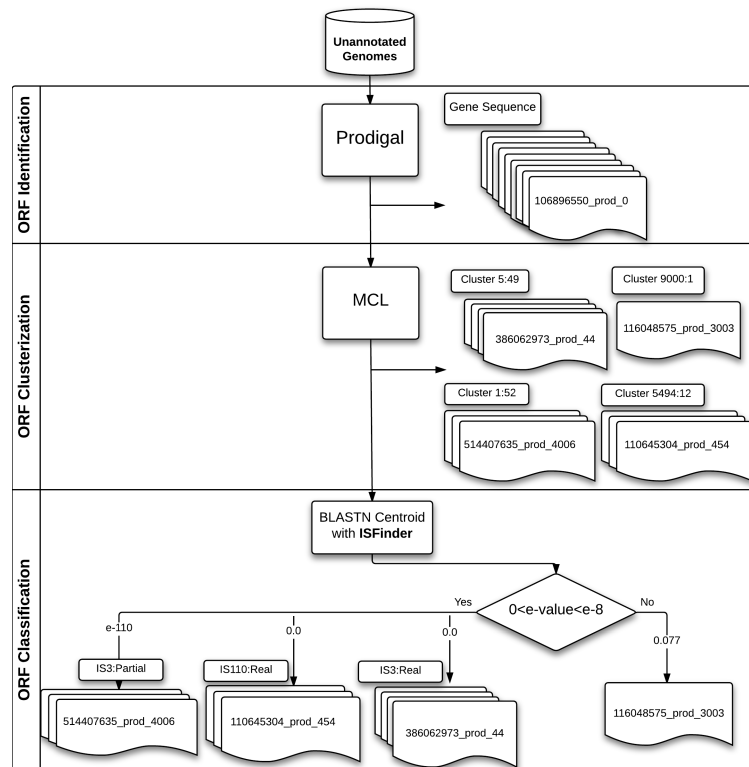 Unannotated
Genomes
ORF Identification
Prodigal
Gene Sequence
106896550_prod_0
ORF Clusterization
MCL
Cluster 5:49
386062973_prod_44
Cluster 9000:1
116048575_prod_3003
Cluster 1:52
514407635_prod_4006
Cluster 5494:12
110645304_prod_454
ORF Classification
BLASTN Centroid
with ISFinder
0<e-value<e-8
Yes
No
e-110
0.0
0.0
0.077
IS3:Partial
514407635_prod_4006
IS110:Real
110645304_prod_454
IS3:Real
386062973_prod_44
116048575_prod_3003